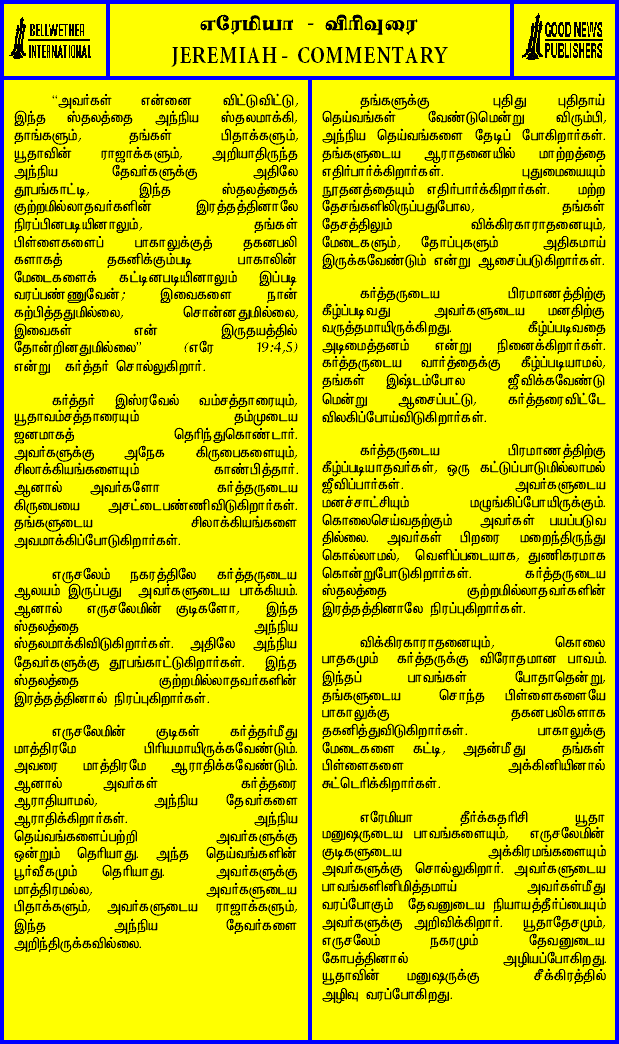 BELLWETHER
INTERNATIONAL
எரேமியா - விரிவுரை
JEREMIAH - COMMENTARY
GOOD NEWS
PUBLISHERS
“அவர்கள் என்னை விட்டுவிட்டு,
இந்த ஸ்தலத்தை அந்நிய ஸ்தலமாக்கி,
தாங்களும், தங்கள் பிதாக்களும்,
யூதாவின் ராஜாக்களும், அறியாதிருந்த
அந்நிய தேவர்களுக்கு அதிலே
தூபங்காட்டி, இந்த ஸ்தலத்தைக்
குற்றமில்லாதவர்களின் இரத்தத்தினாலே
நிரப்பினபடியினாலும், தங்கள்
பிள்ளைகளைப் பாகாலுக்குத் தகனபலி
களாகத் தகனிக்கும்படி பாகாலின்
மேடைகளைக் கட்டினபடியினாலும் இப்படி
வரப்பண்ணுவேன்; இவைகளை நான்
கற்பித்ததுமில்லை, சொன்னதுமில்லை,
இவைகள் என் இருதயத்தில்
தோன்றினதுமில்லை” (எரே 19:4,5)
என்று கர்த்தர் சொல்லுகிறார்.
கர்த்தர் இஸ்ரவேல் வம்சத்தாரையும்,
யூதாவம்சத்தாரையும் தம்முடைய
ஜனமாகத் தெரிந்துகொண்டார்.
அவர்களுக்கு அநேக கிருபைகளையும்,
சிலாக்கியங்களையும் காண்பித்தார்.
ஆனால் அவர்களோ கர்த்தருடைய
கிருபையை அசட்டைபண்ணிவிடுகிறார்கள்.
தங்களுடைய சிலாக்கியங்களை
அவமாக்கிப்போடுகிறார்கள்.
எருசலேம் நகரத்திலே கர்த்தருடைய
ஆலயம் இருப்பது அவர்களுடைய பாக்கியம்.
ஆனால் எருசலேமின் குடிகளோ, இந்த
ஸ்தலத்தை அந்நிய
ஸ்தலமாக்கிவிடுகிறார்கள். அதிலே அந்நிய
தேவர்களுக்கு தூபங்காட்டுகிறார்கள். இந்த
ஸ்தலத்தை குற்றமில்லாதவர்களின்
இரத்தத்தினால் நிரப்புகிறார்கள்.
எருசலேமின் குடிகள் கர்த்தர்மீது
மாத்திரமே பிரியமாயிருக்கவேண்டும்.
அவரை மாத்திரமே ஆராதிக்கவேண்டும்.
ஆனால் அவர்கள் கர்த்தரை
ஆராதியாமல், அந்நிய தேவர்களை
ஆராதிக்கிறார்கள். அந்நிய
தெய்வங்களைப்பற்றி அவர்களுக்கு
ஒன்றும் தெரியாது. அந்த தெய்வங்களின்
பூர்வீகமும் தெரியாது. அவர்களுக்கு
மாத்திரமல்ல, அவர்களுடைய
பிதாக்களும், அவர்களுடைய ராஜாக்களும்,
இந்த அந்நிய தேவர்களை
அறிந்திருக்கவில்லை.
தங்களுக்கு புதிது புதிதாய்
தெய்வங்கள் வேண்டுமென்று விரும்பி,
அந்நிய தெய்வங்களை தேடிப் போகிறார்கள்.
தங்களுடைய ஆராதனையில் மாற்றத்தை
எதிர்பார்க்கிறார்கள். புதுமையையும்
நூதனத்தையும் எதிர்பார்க்கிறார்கள். மற்ற
தேசங்களிலிருப்பதுபோல, தங்கள்
தேசத்திலும் விக்கிரகாராதனையும்,
மேடைகளும், தோப்புகளும் அதிகமாய்
இருக்கவேண்டும் என்று ஆசைப்படுகிறார்கள்.
கர்த்தருடைய பிரமாணத்திற்கு
கீழ்ப்படிவது அவர்களுடைய மனதிற்கு
வருத்தமாயிருக்கிறது. கீழ்ப்படிவதை
அடிமைத்தனம் என்று நினைக்கிறார்கள்.
கர்த்தருடைய வார்த்தைக்கு கீழ்ப்படியாமல்,
தங்கள் இஷ்டம்போல ஜீவிக்கவேண்டு
மென்று ஆசைப்பட்டு, கர்த்தரைவிட்டே
விலகிப்போய்விடுகிறார்கள்.
கர்த்தருடைய பிரமாணத்திற்கு
கீழ்ப்படியாதவர்கள், ஒரு கட்டுப்பாடுமில்லாமல்
ஜீவிப்பார்கள். அவர்களுடைய
மனச்சாட்சியும் மழுங்கிப்போயிருக்கும்.
கொலைசெய்வதற்கும் அவர்கள் பயப்படுவ
தில்லை. அவர்கள் பிறரை மறைந்திருந்து
கொல்லாமல், வெளிப்படையாக, துணிகரமாக
கொன்றுபோடுகிறார்கள். கர்த்தருடைய
ஸ்தலத்தை குற்றமில்லாதவர்களின்
இரத்தத்தினாலே நிரப்புகிறார்கள்.
விக்கிரகாராதனையும், கொலை
பாதகமும் கர்த்தருக்கு விரோதமான பாவம்.
இந்தப் பாவங்கள் போதாதென்று,
தங்களுடைய சொந்த பிள்ளைகளையே
பாகாலுக்கு தகனபலிகளாக
தகனித்துவிடுகிறார்கள். பாகாலுக்கு
மேடைகளை கட்டி, அதன்மீது தங்கள்
பிள்ளைகளை அக்கினியினால்
சுட்டெரிக்கிறார்கள்.
எரேமியா தீர்க்கதரிசி யூதா
மனுஷருடைய பாவங்களையும், எருசலேமின்
குடிகளுடைய அக்கிரமங்களையும்
அவர்களுக்கு சொல்லுகிறார். அவர்களுடைய
பாவங்களினிமித்தமாய் அவர்கள்மீது
வரப்போகும் தேவனுடைய நியாயத்தீர்ப்பையும்
அவர்களுக்கு அறிவிக்கிறார். யூதாதேசமும்,
எருசலேம் நகரமும் தேவனுடைய
கோபத்தினால் அழியப்போகிறது.
யூதாவின் மனுஷருக்கு சீக்கிரத்தில்
அழிவு வரப்போகிறது.